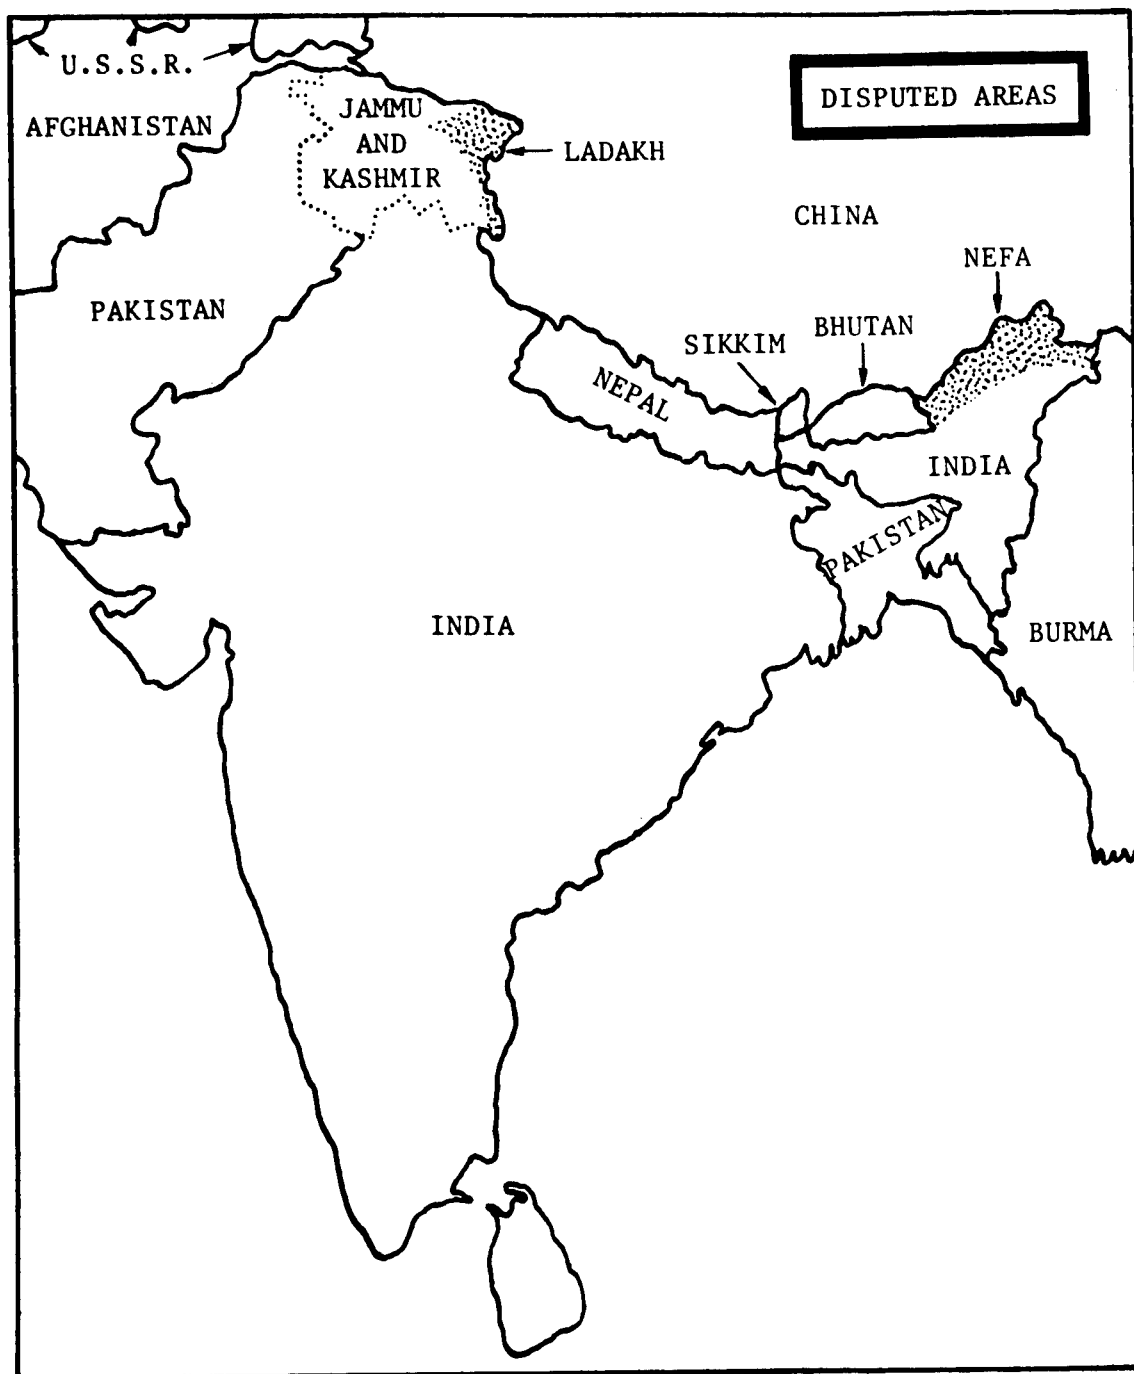 U.S.S.R.
DISPUTED AREAS
AFGHANISTAN
JAMMU
AND
KASHMIR
LADAKH
CHINA
NEFA
PAKISTAN
BHUTAN
SIKKIM
NEPAL
INDIA
PAKISTAN
INDIA
BURMA